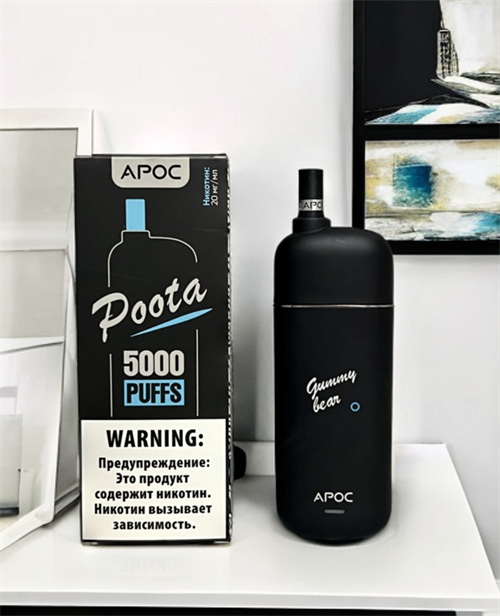 APOC
Никотин:
20 мг/мл
Poota
5000
PUFFS
WARNING:
Предупреждение:
Это продукт
содержит никотин.
Никотин вызывает
зависимость.
APOC
Gummy
bear
APOC